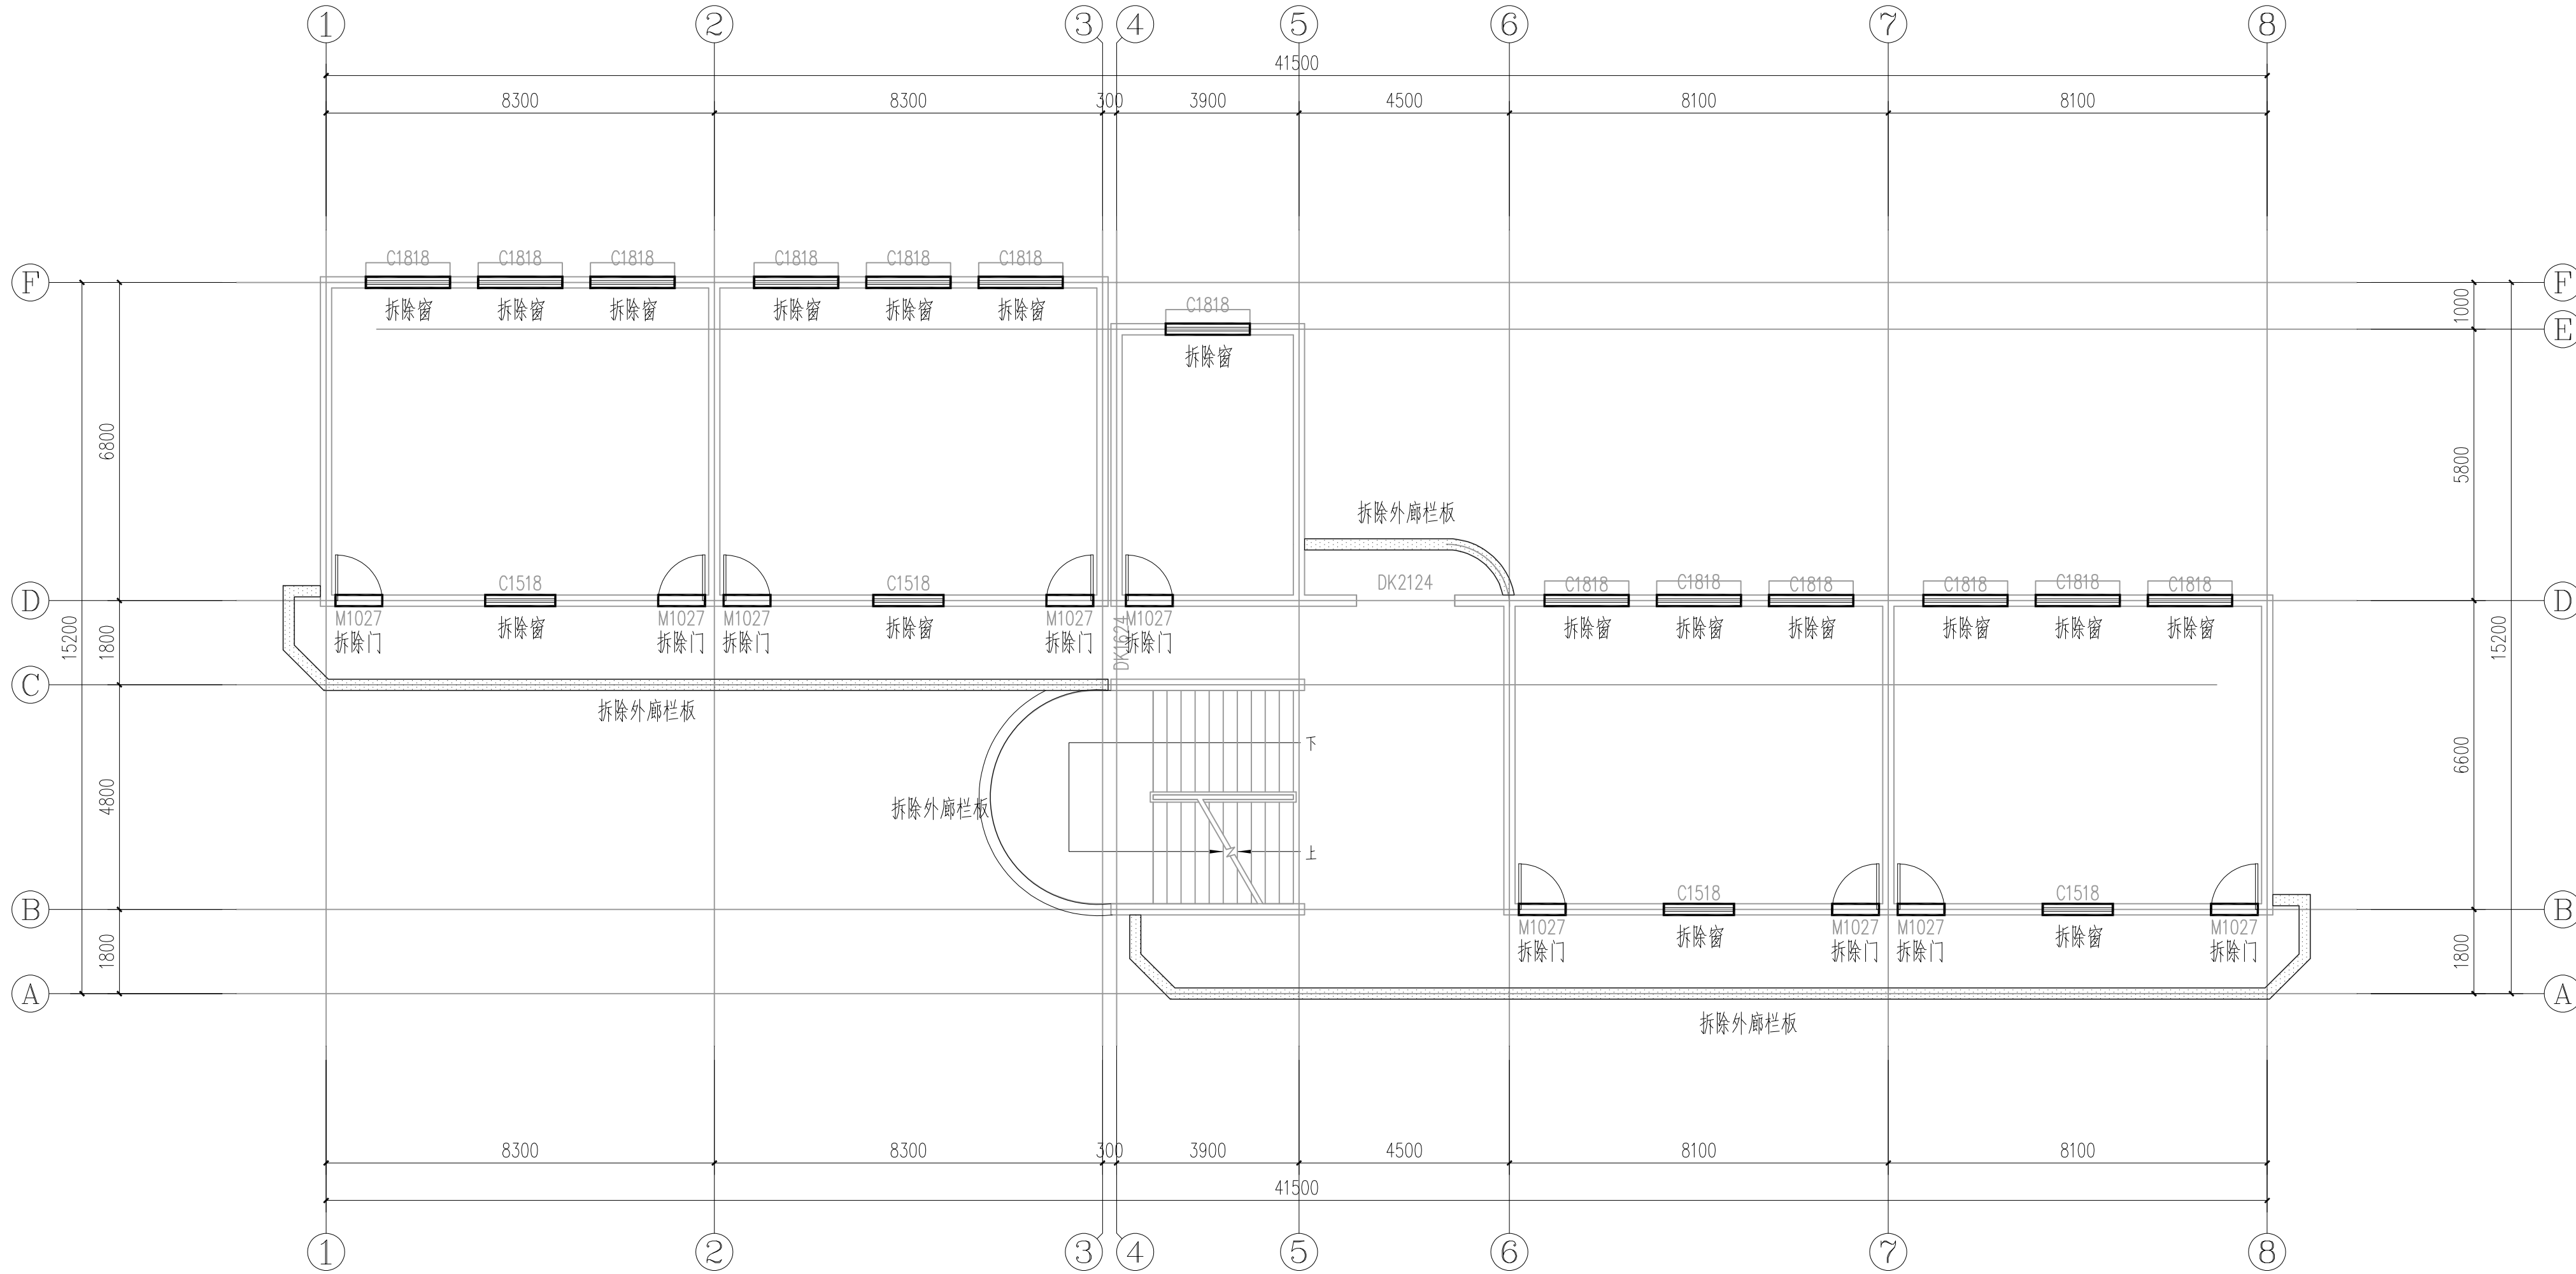 1 2 3 4 5 6 7 8
41500
8300 8300 300 3900 4500 8100 8100
C1818 C1818 C1818 C1818 C1818 C1818
F F
拆除窗 拆除窗 拆除窗 拆除窗 拆除窗 拆除窗
1000
C1818
E
拆除窗
6800
5800
拆除外廊栏板
C1518 C1518 DK2124 C1818 C1818 C1818 C1818 C1818 C1818
D D
M1027 M1027 M1027 M1027 M1027
拆除窗 拆除窗 拆除窗 拆除窗 拆除窗 拆除窗 拆除窗 拆除窗
拆除门 拆除门 拆除门 拆除门 拆除门
DK1624
15200 1800
15200
C
拆除外廊栏板
下
6600
4800
拆除外廊栏板
上
C1518 C1518
B B
M1027 M1027 M1027 M1027
拆除窗 拆除窗
拆除门 拆除门 拆除门 拆除门
1800 1800
A A
拆除外廊栏板
8300 8300 300 3900 4500 8100 8100
41500
1 2 3 4 5 6 7 8